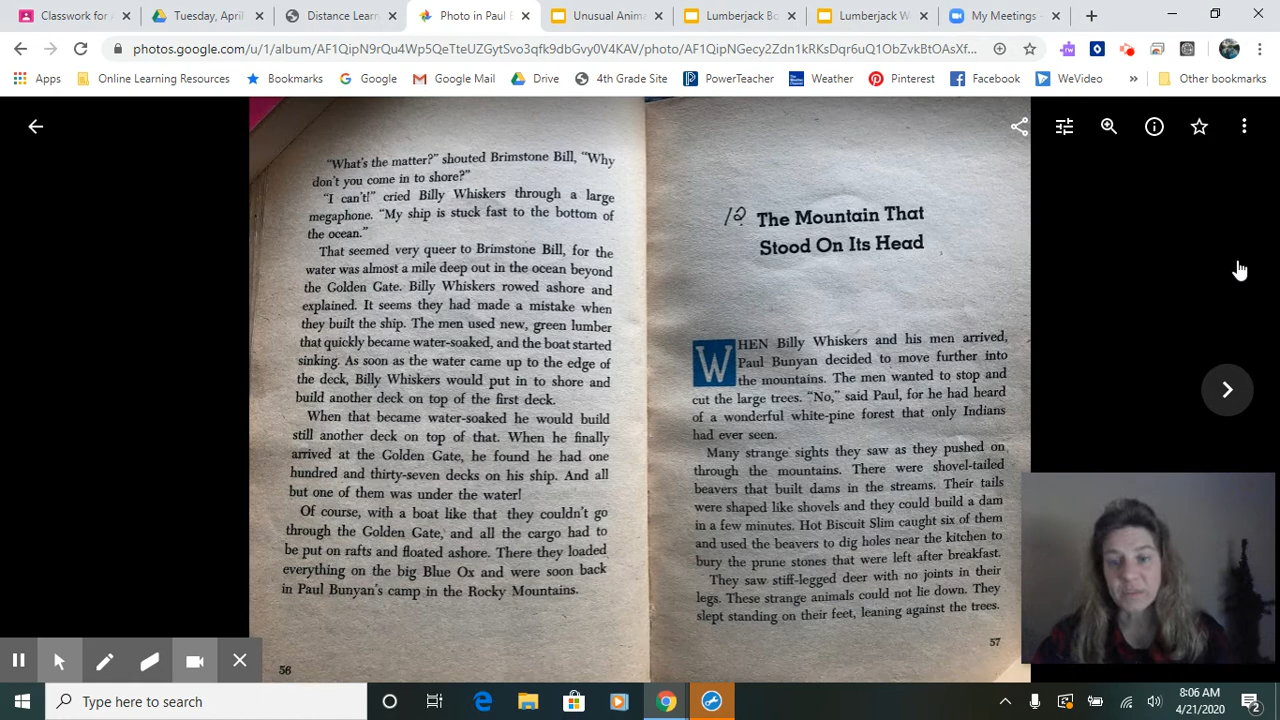 Classwork for A
Tuesday, April
Distance Learn
Photo in Paul B
Unusual Anima
Lumberjack Bo
Lumberjack W
My Meetings -
photos.google.com/u/1/album/AF1QipN9rQu4Wp5QeTteUZGytSvo3qfk9dbGvy0V4KAV/photo/AF1QipNGecy2Zdn1kRKsDqr6uQ1ObZvkBtOAsXf...
Apps
Online Learning Resources
Bookmarks
Google
Google Mail
Drive
4th Grade Site
PowerTeacher
Weather
Pinterest
Facebook
WeVideo
Other bookmarks
"What's the matter?" shouted Brimstone Bill, "Why
don't you come in to shore?"
"I can't!" cried Billy Whiskers through a large
megaphone. "My ship is stuck fast to the bottom of
the ocean."
That seemed very queer to Brimstone Bill, for the
water was almost a mile deep out in the ocean beyond
the Golden Gate. Billy Whiskers rowed ashore and
explained. It seems they had made a mistake when
they built the ship. The men used new, green lumber
that quickly became water-soaked, and the boat started
sinking. As soon as the water came up to the edge of
the deck, Billy Whiskers would put in to shore and
build another deck on top of the first deck.
When that became water-soaked he would build
still another deck on top of that. When he finally
arrived at the Golden Gate, he found he had one
hundred and thirty-seven decks on his ship. And all
but one of them was under the water!
Of course, with a boat like that they couldn't go
through the Golden Gate, and all the cargo had to
be put on rafts and floated ashore. There they loaded
everything on the big Blue Ox and were soon back
in Paul Bunyan's camp in the Rocky Mountains.
56
12 The Mountain That
Stood On Its Head
WHEN Billy Whiskers and his men arrived,
Paul Bunyan decided to move further into
the mountains. The men wanted to stop and
cut the large trees. "No," said Paul, for he had heard
of a wonderful white-pine forest that only Indians
had ever seen.
Many strange sights they saw as they pushed on
through the mountains. There were shovel-tailed
beavers that built dams in the streams. Their tails
were shaped like shovels and they could build a dam
in a few minutes. Hot Biscuit Slim caught six of them
and used the beavers to dig holes near the kitchen to
bury the prune stones that were left after breakfast.
They saw stiff-legged deer with no joints in their
legs. These strange animals could not lie down. They
slept standing on their feet, leaning against the trees.
57
Type here to search
8:06 AM
4/21/2020
2